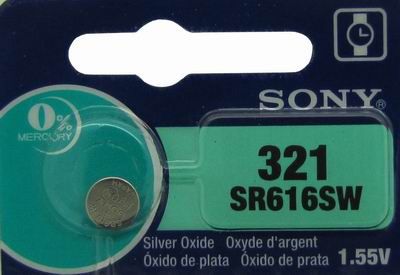 SONY
0%
MERCURY
321
SR616SW
Silver Oxide Oxyde d'argent
Óxido de plata Óxido de prata 1.55V